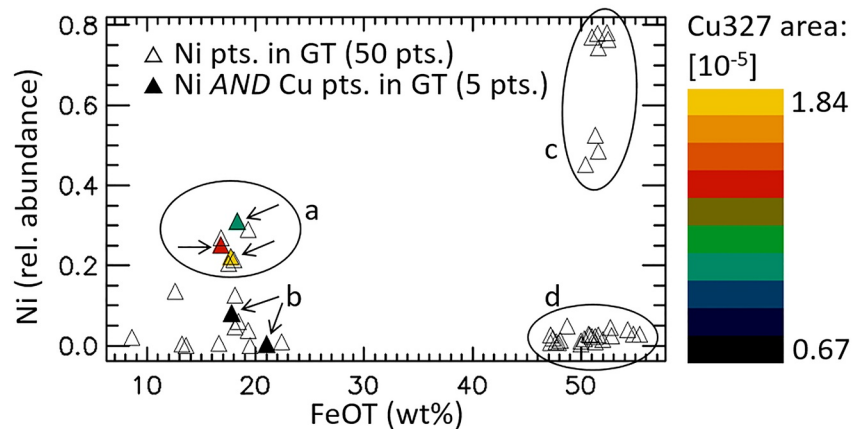 Cu327 area:
[10⁻⁵]
1.84
0.67
Ni pts. in GT (50 pts.)
Ni AND Cu pts. in GT (5 pts.)
a
b
c
d
0.8
0.6
0.4
0.2
0.0
Ni (rel. abundance)
10 20 30 40 50
FeOT (wt%)